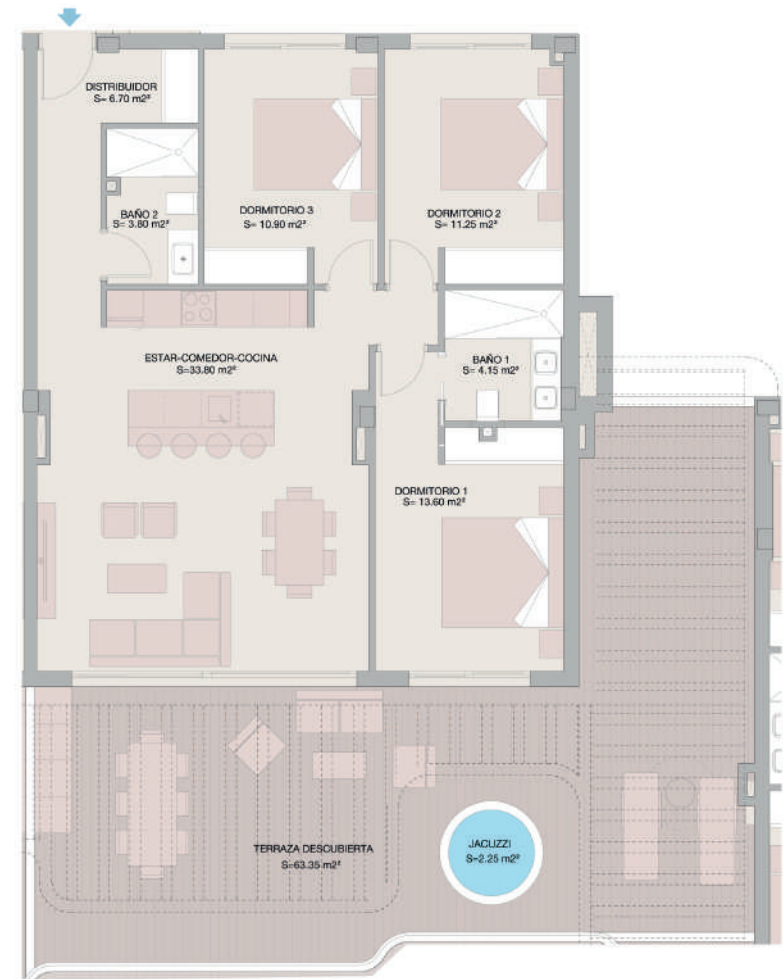 DISTRIBUIDOR
S= 6.70 m2²
BAÑO 2
S= 3.80 m2²
DORMITORIO 3
S= 10.90 m2²
DORMITORIO 2
S= 11.25 m2²
ESTAR-COMEDOR-COCINA
S=33.80 m2²
BAÑO 1
S= 4.15 m2²
DORMITORIO 1
S= 13.60 m2²
TERRAZA DESCUBIERTA
S=63.35 m2²
JACUZZI
S=2.25 m2²